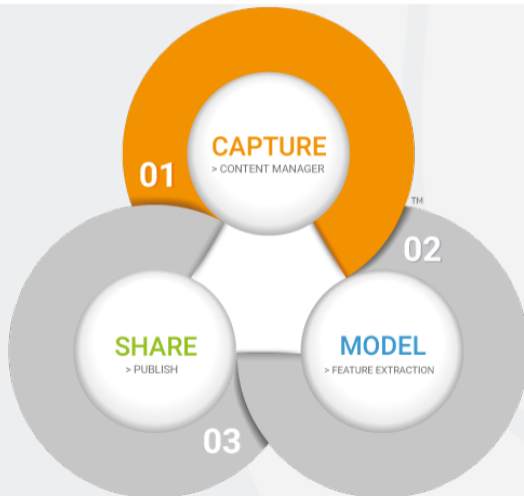 01
CAPTURE
> CONTENT MANAGER
TM
02
SHARE
> PUBLISH
MODEL
> FEATURE EXTRACTION
03